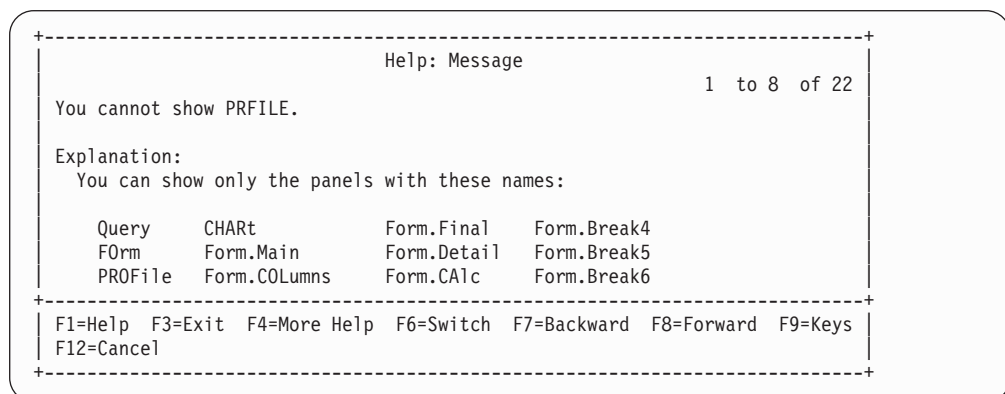 +-----------------------------------------------------------------------------+
| Help: Message |
| 1 to 8 of 22 |
| You cannot show PRFILE. |
| |
| Explanation: |
| You can show only the panels with these names: |
| |
| Query CHARt Form.Final Form.Break4 |
| FOrm Form.Main Form.Detail Form.Break5 |
| PROFile Form.COLumns Form.CAlc Form.Break6 |
+-----------------------------------------------------------------------------+
| F1=Help F3=Exit F4=More Help F6=Switch F7=Backward F8=Forward F9=Keys |
| F12=Cancel |
+-----------------------------------------------------------------------------+